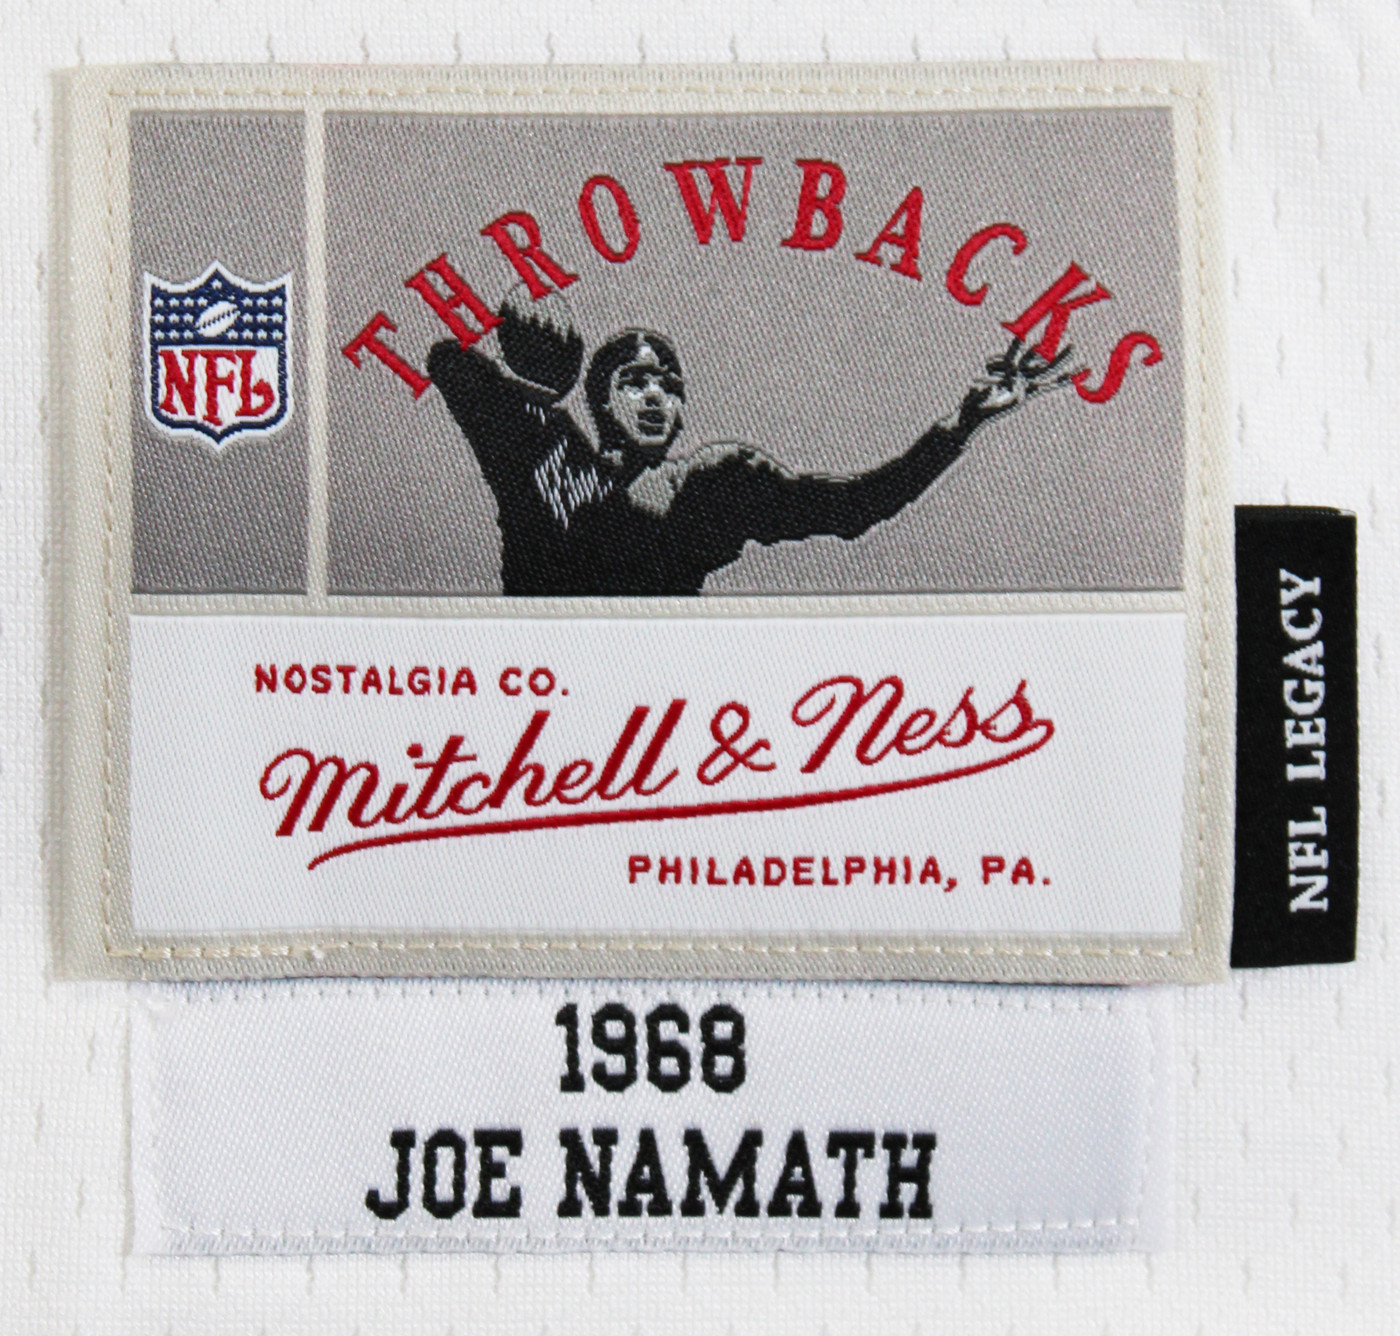 THROWBACKS
NFL
NOSTALGIA CO.
Mitchell & Ness
PHILADELPHIA, PA.
NFL LEGACY
1968
JOE NAMATH